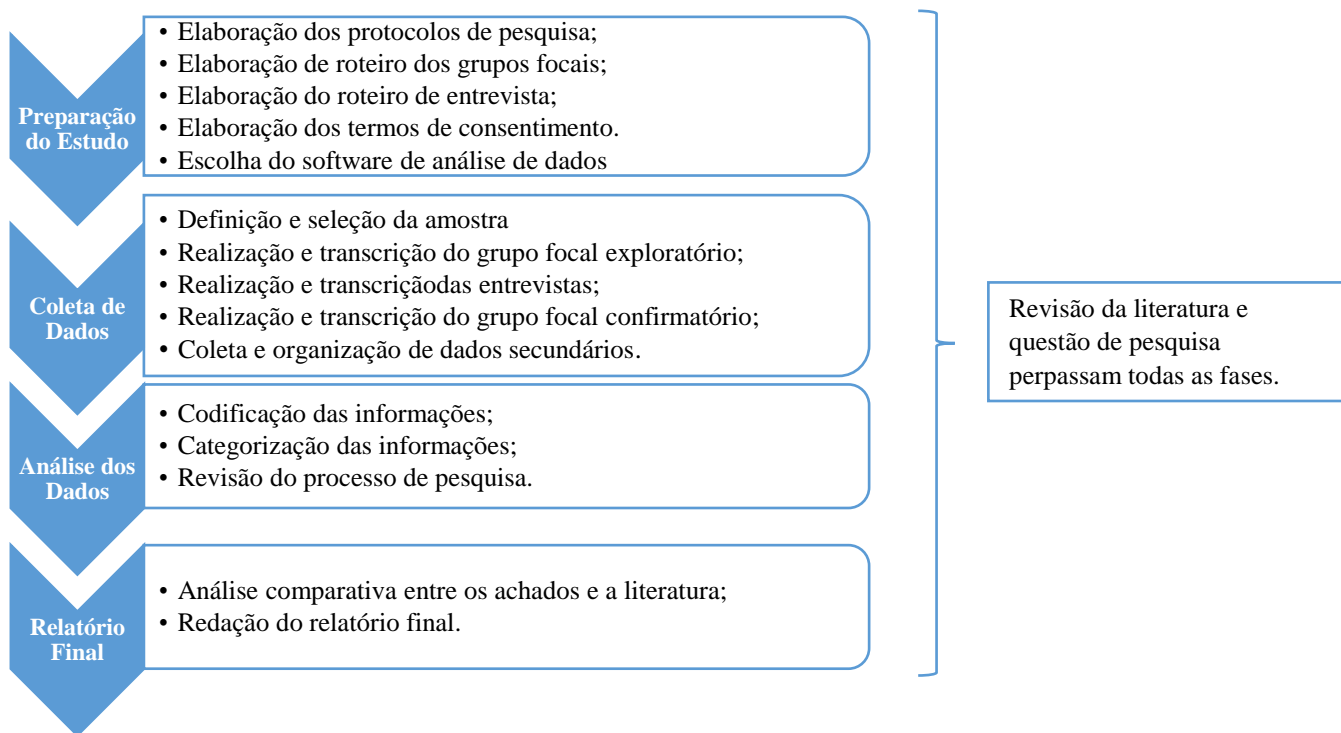 Preparação
do Estudo
• Elaboração dos protocolos de pesquisa;
• Elaboração de roteiro dos grupos focais;
• Elaboração do roteiro de entrevista;
• Elaboração dos termos de consentimento.
• Escolha do software de análise de dados
Coleta de
Dados
• Definição e seleção da amostra
• Realização e transcrição do grupo focal exploratório;
• Realização e transcriçãodas entrevistas;
• Realização e transcrição do grupo focal confirmatório;
• Coleta e organização de dados secundários.
Análise dos
Dados
• Codificação das informações;
• Categorização das informações;
• Revisão do processo de pesquisa.
Relatório
Final
• Análise comparativa entre os achados e a literatura;
• Redação do relatório final.
Revisão da literatura e
questão de pesquisa
perpassam todas as fases.